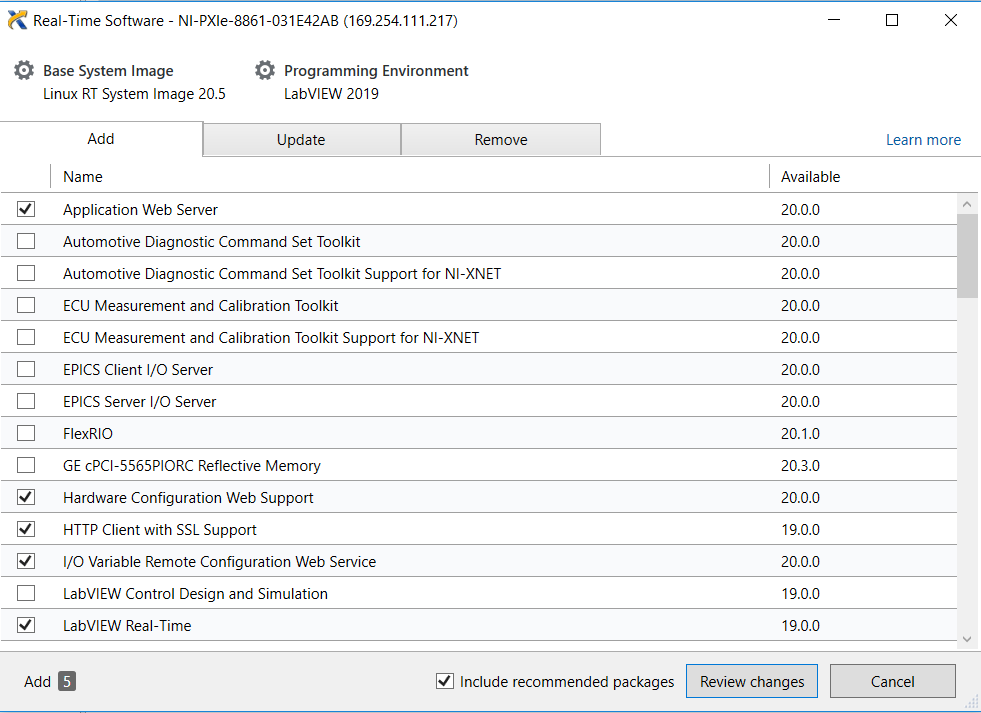 Real-Time Software - NI-PXIe-8861-031E42AB (169.254.111.217)
Base System Image Programming Environment
Linux RT System Image 20.5 LabVIEW 2019
Add Update Remove Learn more
Name Available
Application Web Server 20.0.0
Automotive Diagnostic Command Set Toolkit 20.0.0
Automotive Diagnostic Command Set Toolkit Support for NI-XNET 20.0.0
ECU Measurement and Calibration Toolkit 20.0.0
ECU Measurement and Calibration Toolkit Support for NI-XNET 20.0.0
EPICS Client I/O Server 20.0.0
EPICS Server I/O Server 20.0.0
FlexRIO 20.1.0
GE cPCI-5565PIORC Reflective Memory 20.3.0
Hardware Configuration Web Support 20.0.0
HTTP Client with SSL Support 19.0.0
I/O Variable Remote Configuration Web Service 20.0.0
LabVIEW Control Design and Simulation 19.0.0
LabVIEW Real-Time 19.0.0
Add 5 Include recommended packages Review changes Cancel